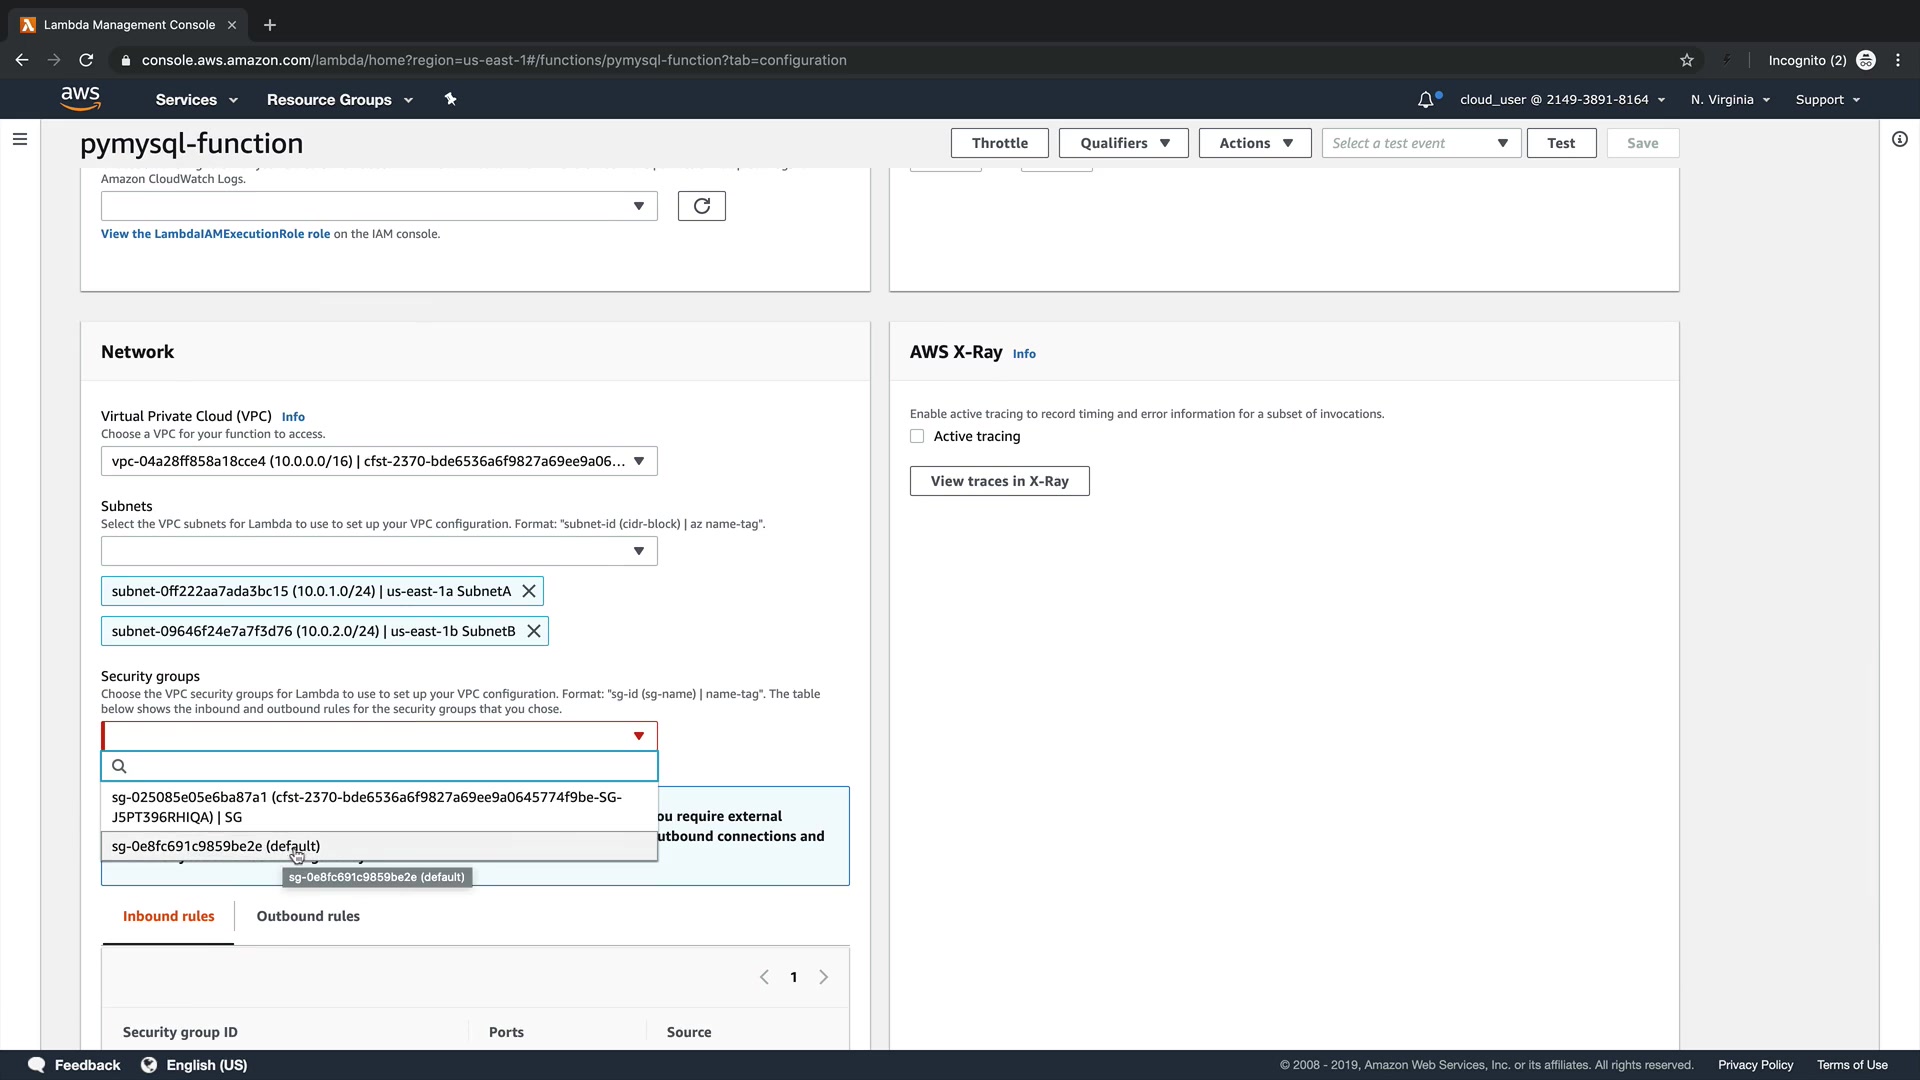 Lambda Management Console
console.aws.amazon.com/lambda/home?region=us-east-1#/functions/pymysql-function?tab=configuration
Incognito (2)
aws
Services
Resource Groups
cloud_user @ 2149-3891-8164
N. Virginia
Support
pymysql-function
Throttle
Qualifiers
Actions
Select a test event
Test
Save
Amazon CloudWatch Logs.
View the LambdaIAMExecutionRole role on the IAM console.
Network
Virtual Private Cloud (VPC) Info
Choose a VPC for your function to access.
vpc-04a28ff858a18cce4 (10.0.0.0/16) | cfst-2370-bde6536a6f9827a69ee9a06...
Subnets
Select the VPC subnets for Lambda to use to set up your VPC configuration. Format: "subnet-id (cidr-block) | az name-tag".
subnet-0ff222aa7ada3bc15 (10.0.1.0/24) | us-east-1a SubnetA
subnet-09646f24e7a7f3d76 (10.0.2.0/24) | us-east-1b SubnetB
Security groups
Choose the VPC security groups for Lambda to use to set up your VPC configuration. Format: "sg-id (sg-name) | name-tag". The table
below shows the inbound and outbound rules for the security groups that you chose.
sg-025085e05e6ba87a1 (cfst-2370-bde6536a6f9827a69ee9a0645774f9be-SG-
J5PT396RHIQA) | SG
sg-0e8fc691c9859be2e (default)
require external
connections and
sg-0e8fc691c9859be2e (default)
Inbound rules
Outbound rules
1
Security group ID
Ports
Source
AWS X-Ray Info
Enable active tracing to record timing and error information for a subset of invocations.
Active tracing
View traces in X-Ray
Feedback
English (US)
© 2008 - 2019, Amazon Web Services, Inc. or its affiliates. All rights reserved.
Privacy Policy
Terms of Use